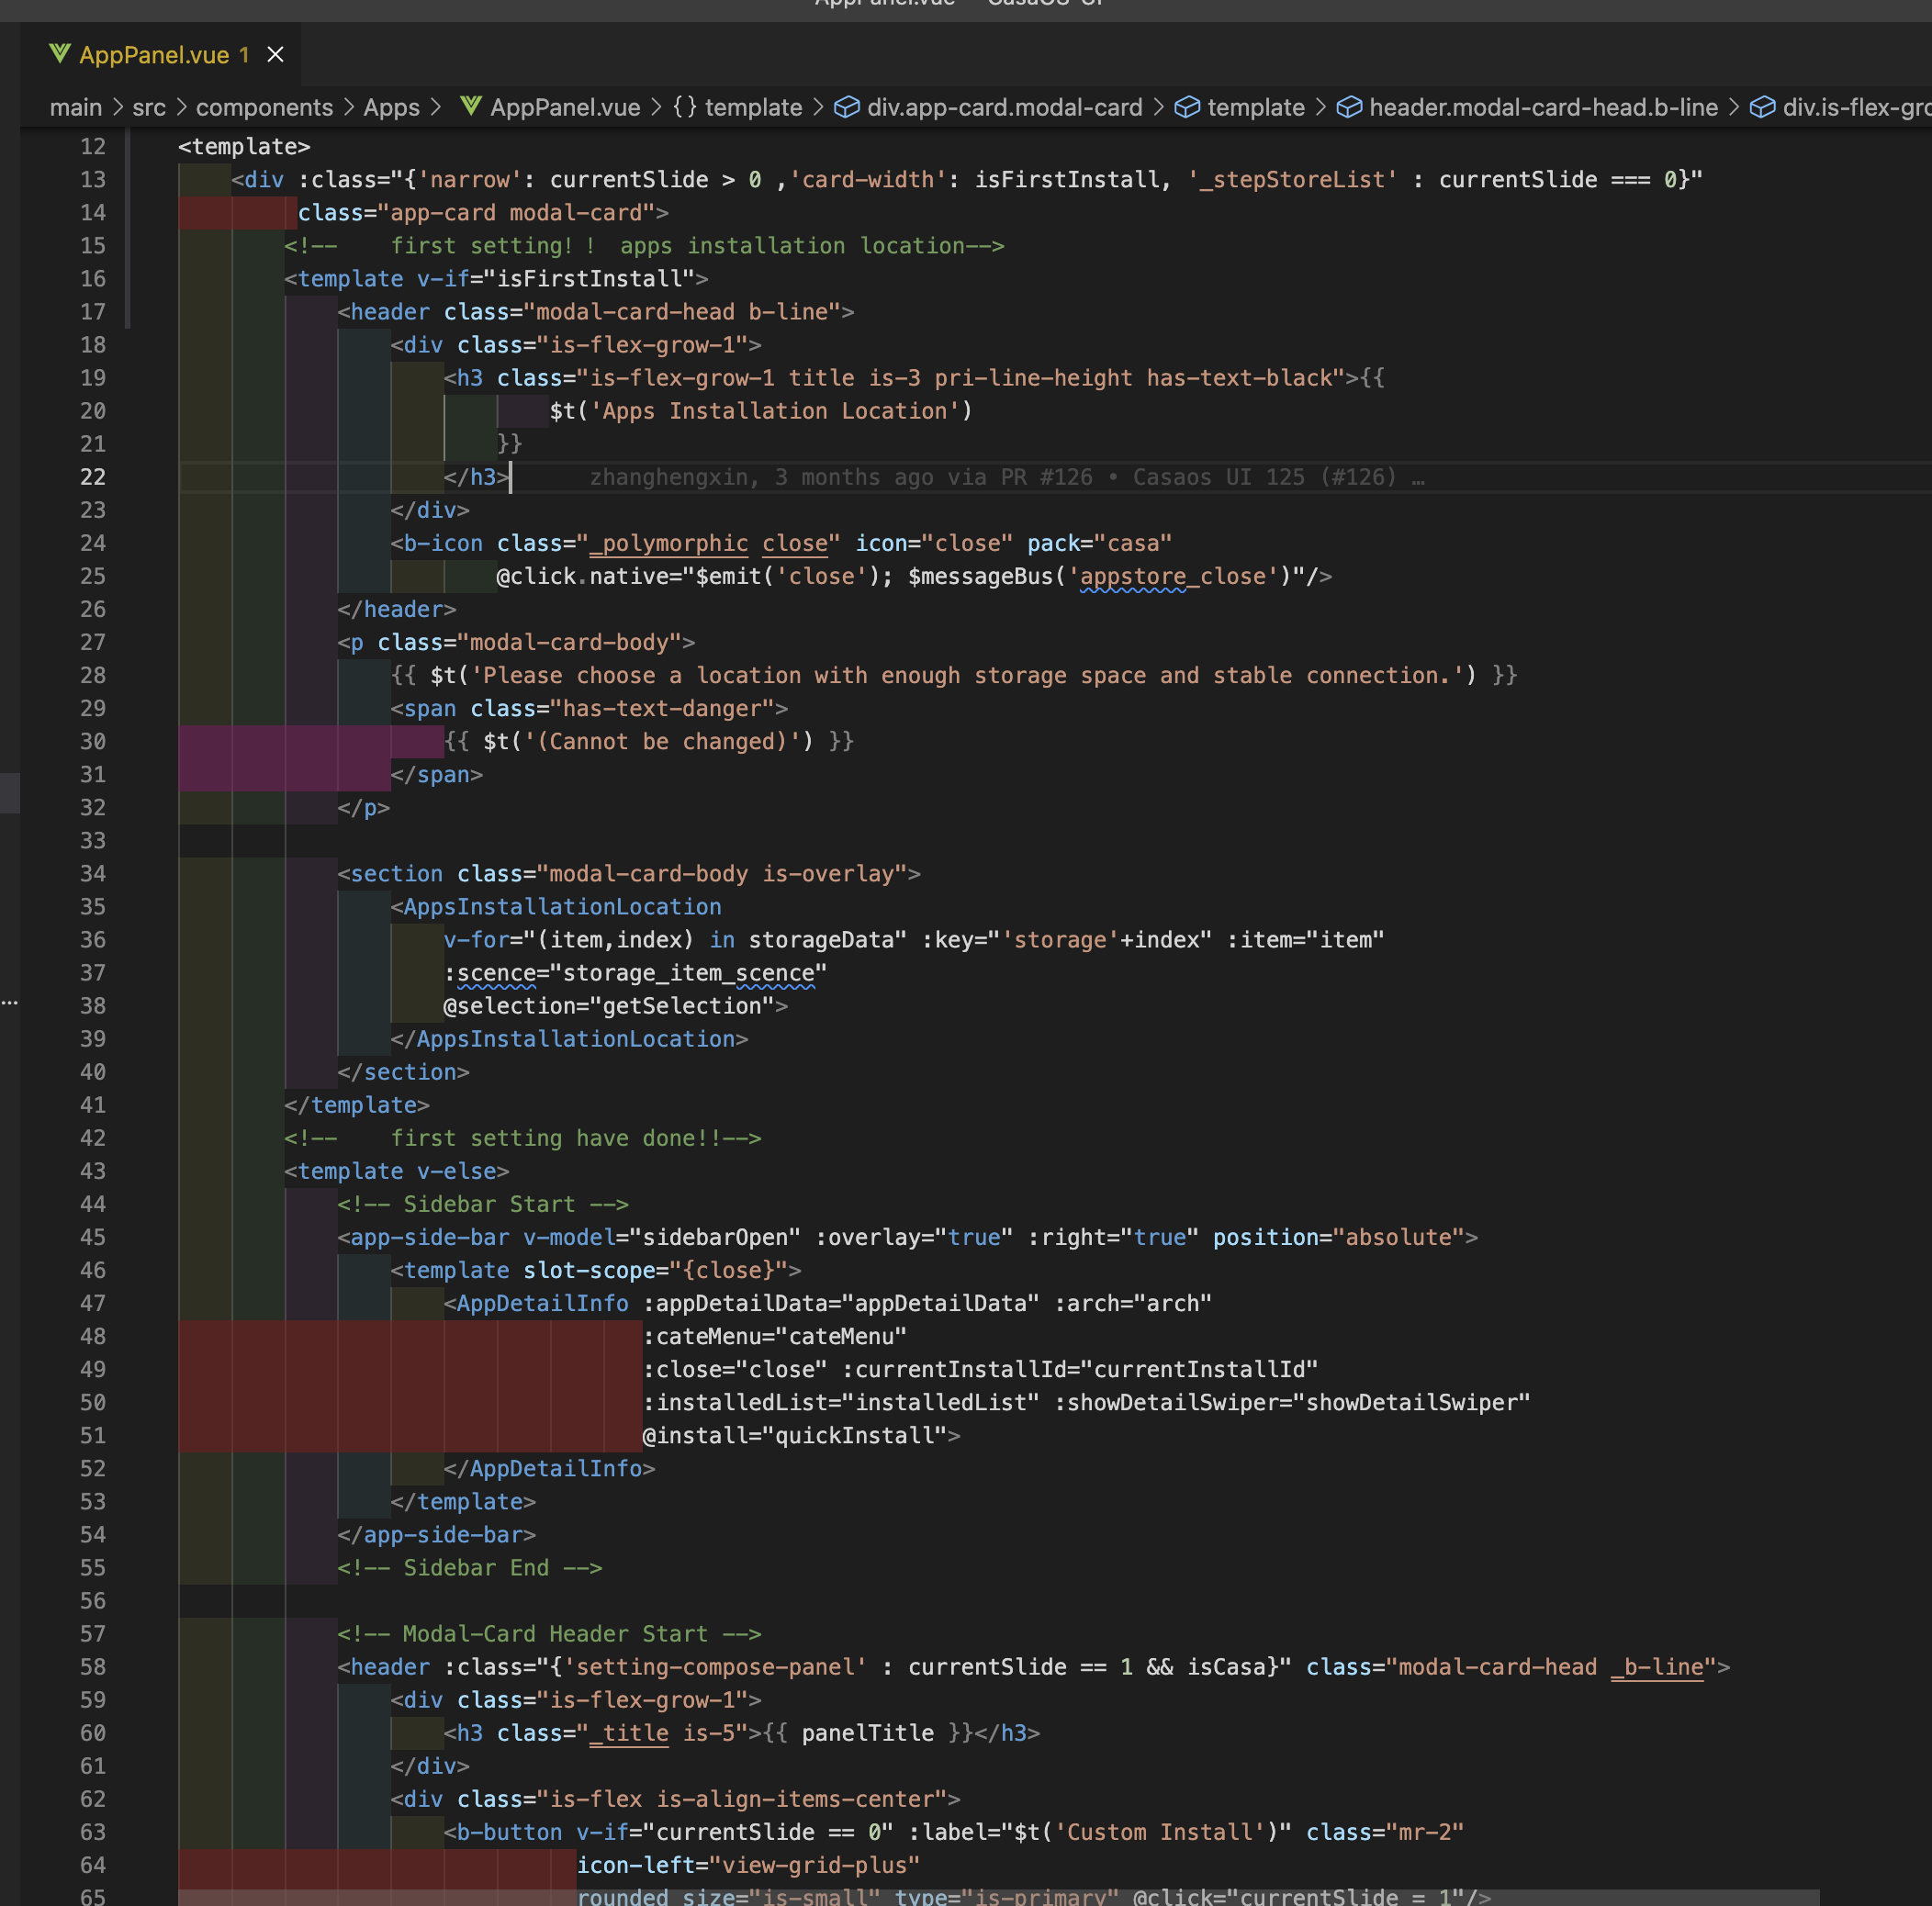 AppPanel.vue — CasaOS-UI
AppPanel.vue 1
main > src > components > Apps > AppPanel.vue > {} template > div.app-card.modal-card > template > header.modal-card-head.b-line > div.is-flex-gro
12 <template>
13 <div :class="{'narrow': currentSlide > 0 ,'card-width': isFirstInstall, '_stepStoreList' : currentSlide === 0}"
14 class="app-card modal-card">
15 <!--    first setting！！ apps installation location-->
16 <template v-if="isFirstInstall">
17 <header class="modal-card-head b-line">
18 <div class="is-flex-grow-1">
19 <h3 class="is-flex-grow-1 title is-3 pri-line-height has-text-black">{{
20 $t('Apps Installation Location')
21 }}
22 </h3> zhanghengxin, 3 months ago via PR #126 • Casaos UI 125 (#126) …
23 </div>
24 <b-icon class="_polymorphic close" icon="close" pack="casa"
25 @click.native="$emit('close'); $messageBus('appstore_close')"/>
26 </header>
27 <p class="modal-card-body">
28 {{ $t('Please choose a location with enough storage space and stable connection.') }}
29 <span class="has-text-danger">
30 {{ $t('(Cannot be changed)') }}
31 </span>
32 </p>
33
34 <section class="modal-card-body is-overlay">
35 <AppsInstallationLocation
36 v-for="(item,index) in storageData" :key="'storage'+index" :item="item"
37 :scence="storage_item_scence"
38 @selection="getSelection">
39 </AppsInstallationLocation>
40 </section>
41 </template>
42 <!--    first setting have done!!-->
43 <template v-else>
44 <!-- Sidebar Start -->
45 <app-side-bar v-model="sidebarOpen" :overlay="true" :right="true" position="absolute">
46 <template slot-scope="{close}">
47 <AppDetailInfo :appDetailData="appDetailData" :arch="arch"
48 :cateMenu="cateMenu"
49 :close="close" :currentInstallId="currentInstallId"
50 :installedList="installedList" :showDetailSwiper="showDetailSwiper"
51 @install="quickInstall">
52 </AppDetailInfo>
53 </template>
54 </app-side-bar>
55 <!-- Sidebar End -->
56
57 <!-- Modal-Card Header Start -->
58 <header :class="{'setting-compose-panel' : currentSlide == 1 && isCasa}" class="modal-card-head _b-line">
59 <div class="is-flex-grow-1">
60 <h3 class="_title is-5">{{ panelTitle }}</h3>
61 </div>
62 <div class="is-flex is-align-items-center">
63 <b-button v-if="currentSlide == 0" :label="$t('Custom Install')" class="mr-2"
64 icon-left="view-grid-plus"
65 rounded size="is-small" type="is-primary" @click="currentSlide = 1"/>